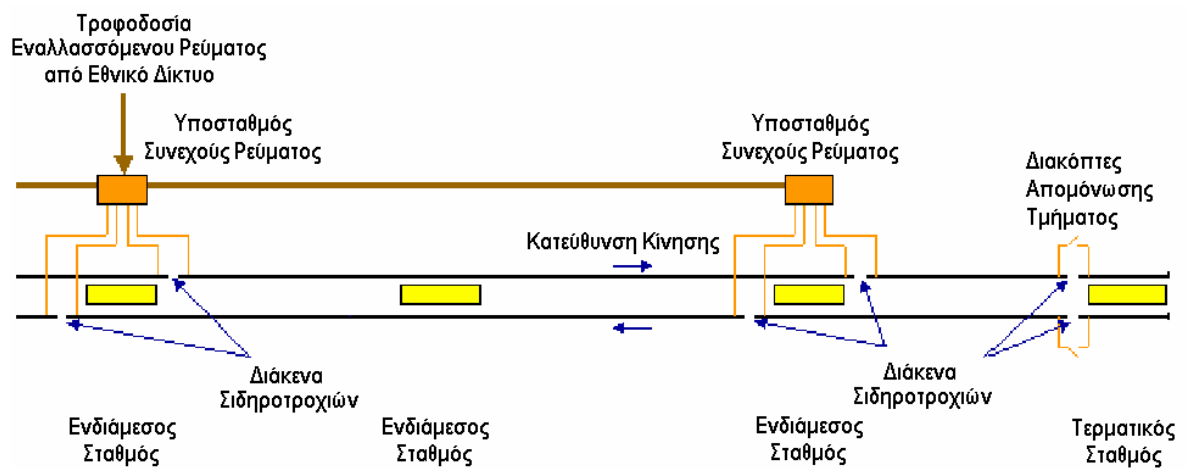 Τροφοδοσία
Εναλλασσόμενου Ρεύματος
από Εθνικό Δίκτυο
Υποσταθμός
Συνεχούς Ρεύματος
Υποσταθμός
Συνεχούς Ρεύματος
Διακόπτες
Απομόνωσης
Τμήματος
Κατεύθυνση Κίνησης
Διάκενα
Σιδηροτροχιών
Διάκενα
Σιδηροτροχιών
Ενδιάμεσος
Σταθμός
Ενδιάμεσος
Σταθμός
Ενδιάμεσος
Σταθμός
Τερματικός
Σταθμός